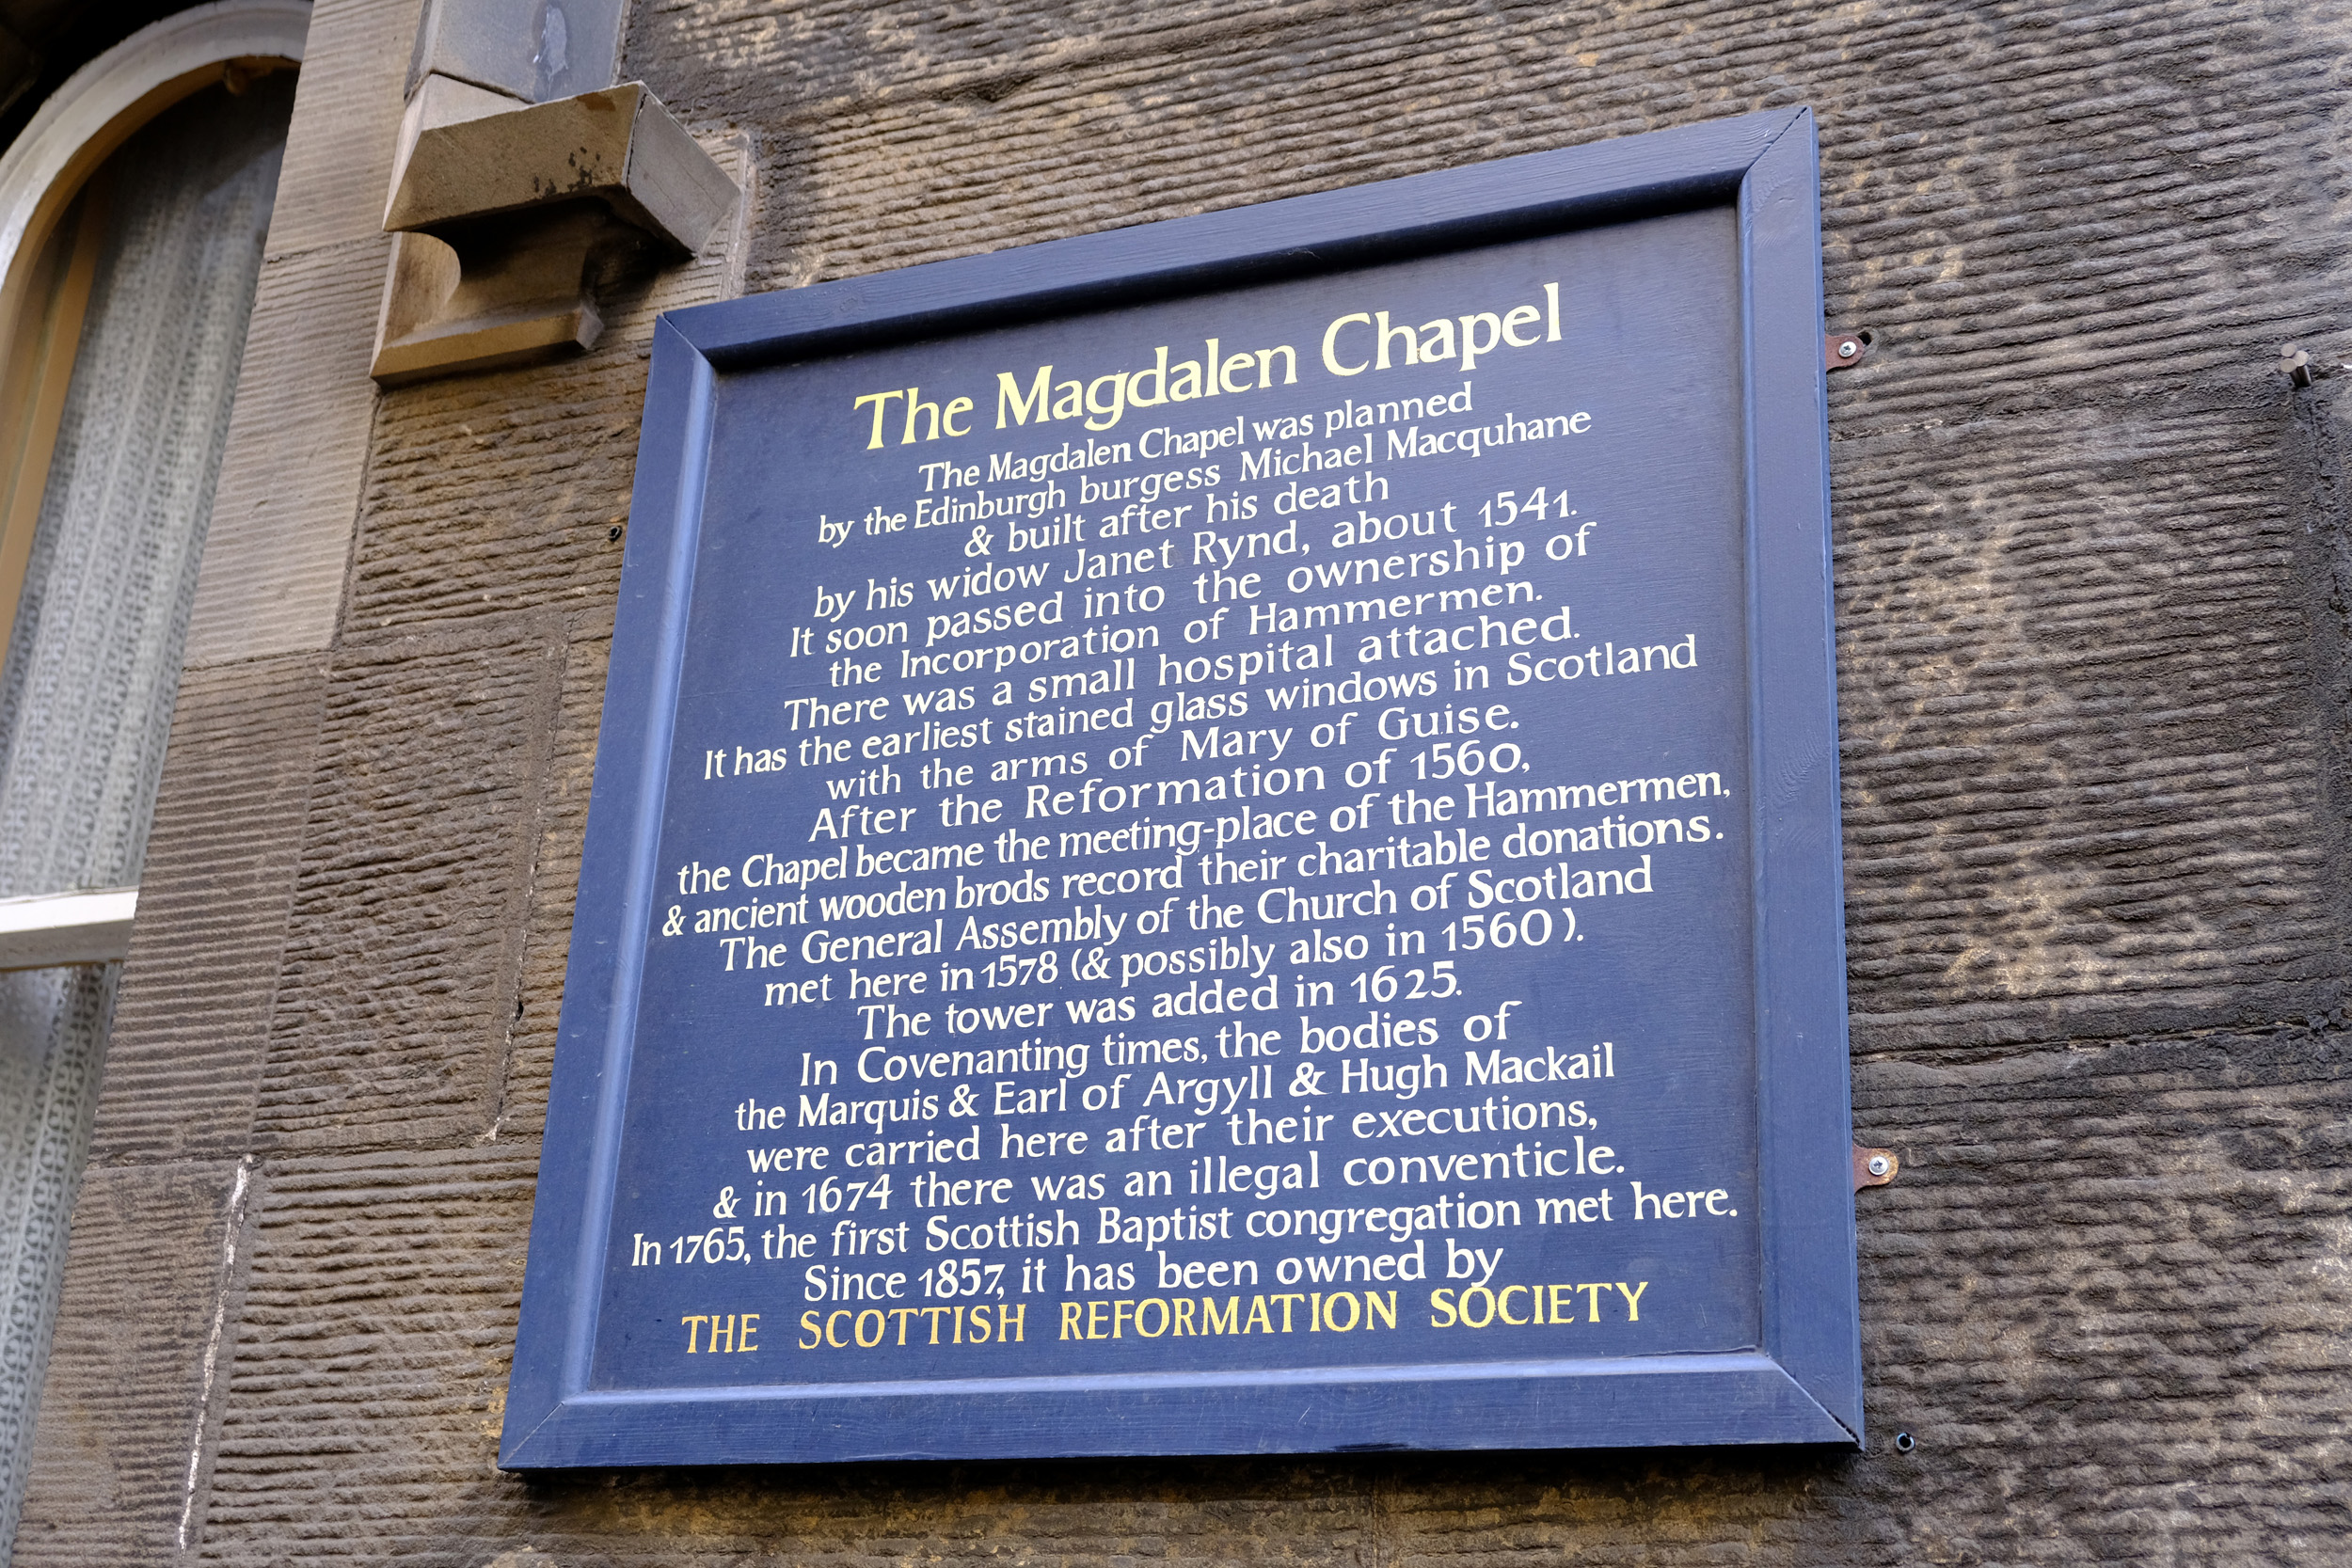 The Magdalen Chapel
The Magdalen Chapel was planned
by the Edinburgh burgess Michael Macquhane
& built after his death
by his widow Janet Rynd, about 1541.
It soon passed into the ownership of
the Incorporation of Hammermen.
There was a small hospital attached.
It has the earliest stained glass windows in Scotland
with the arms of Mary of Guise.
After the Reformation of 1560,
the Chapel became the meeting-place of the Hammermen,
& ancient wooden brods record their charitable donations.
The General Assembly of the Church of Scotland
met here in 1578 (& possibly also in 1560).
The tower was added in 1625.
In Covenanting times, the bodies of
the Marquis & Earl of Argyll & Hugh Mackail
were carried here after their executions,
& in 1674 there was an illegal conventicle.
In 1765, the first Scottish Baptist congregation met here.
Since 1857, it has been owned by
THE SCOTTISH REFORMATION SOCIETY